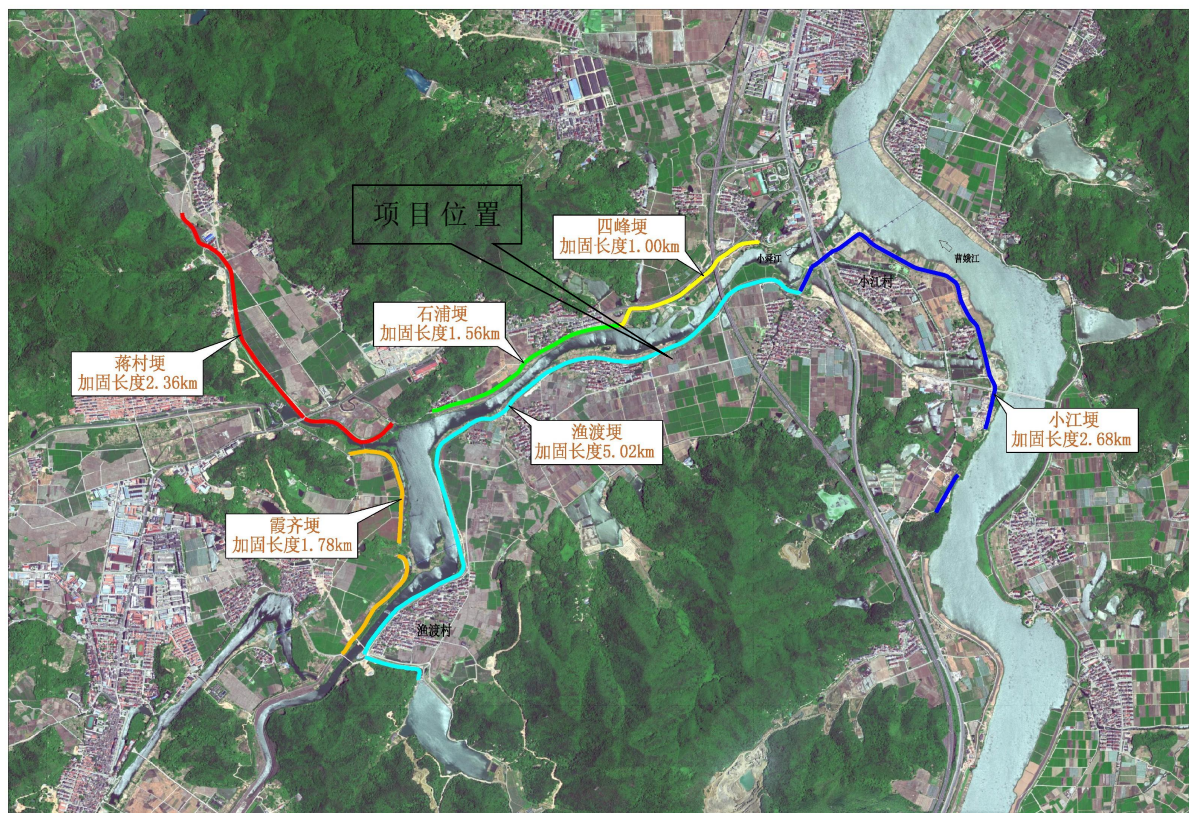 项目位置
四峰埂
加固长度1.00km
小舜江
曹娥江
小江村
石浦埂
加固长度1.56km
蒋村埂
加固长度2.36km
渔渡埂
加固长度5.02km
小江埂
加固长度2.68km
霞齐埂
加固长度1.78km
渔渡村